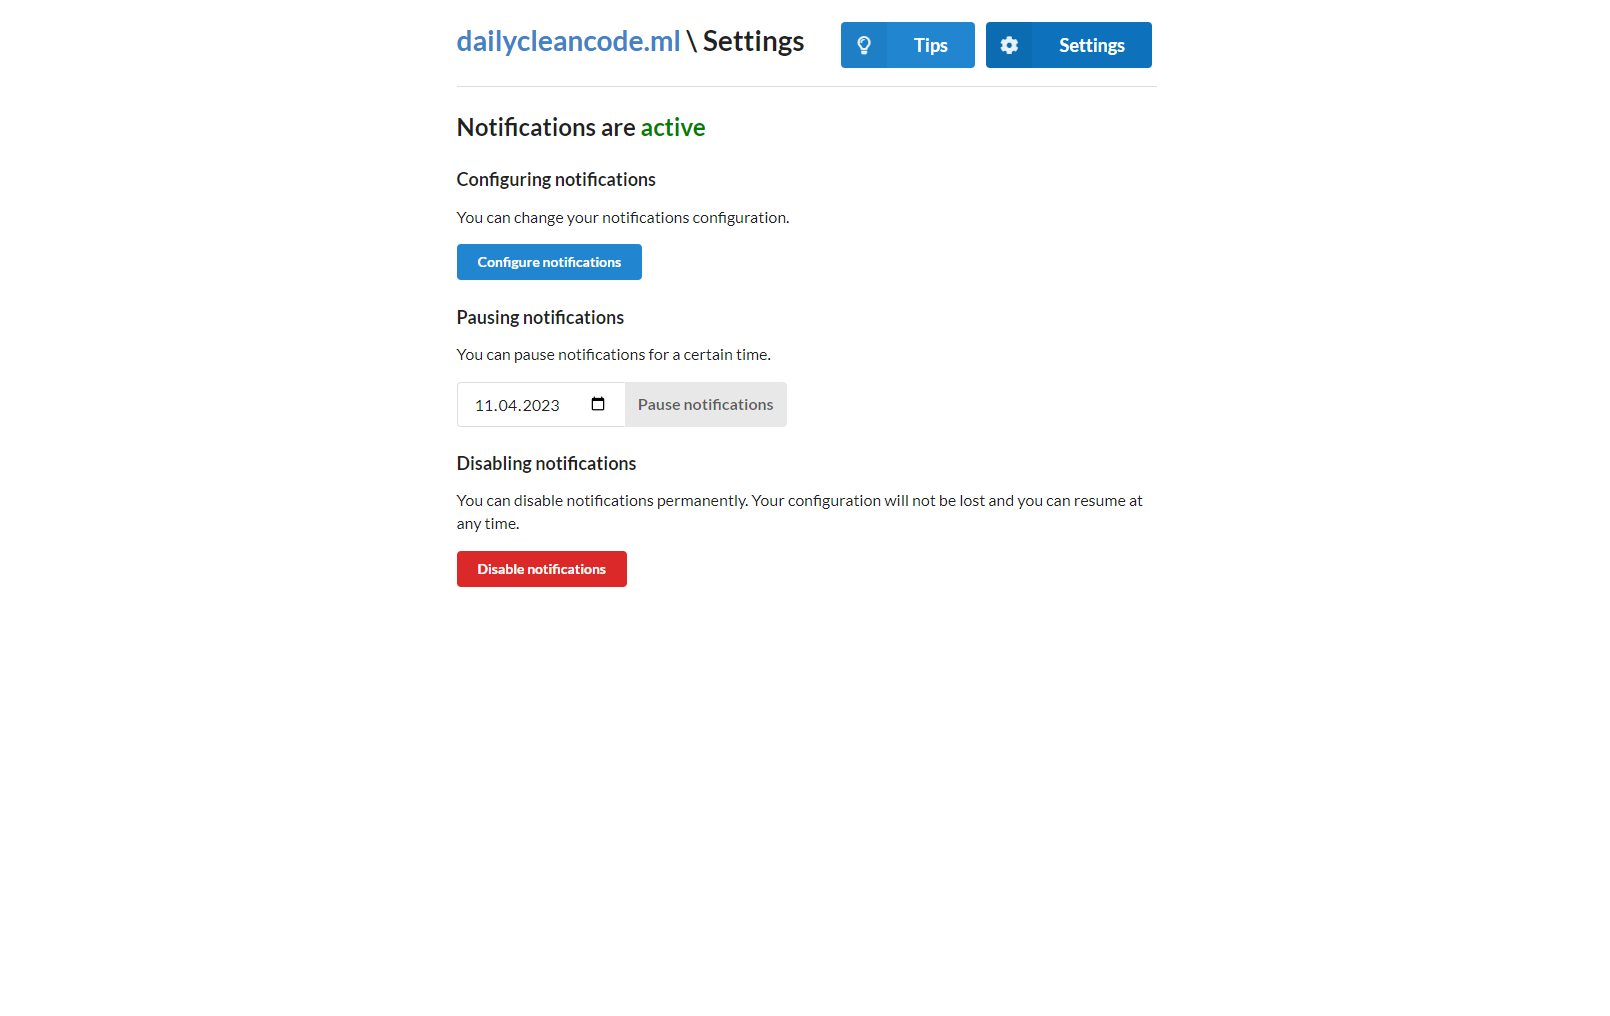 dailycleancode.ml \ Settings
Tips
Settings
Notifications are active
Configuring notifications
You can change your notifications configuration.
Configure notifications
Pausing notifications
You can pause notifications for a certain time.
11.04.2023
Pause notifications
Disabling notifications
You can disable notifications permanently. Your configuration will not be lost and you can resume at
any time.
Disable notifications